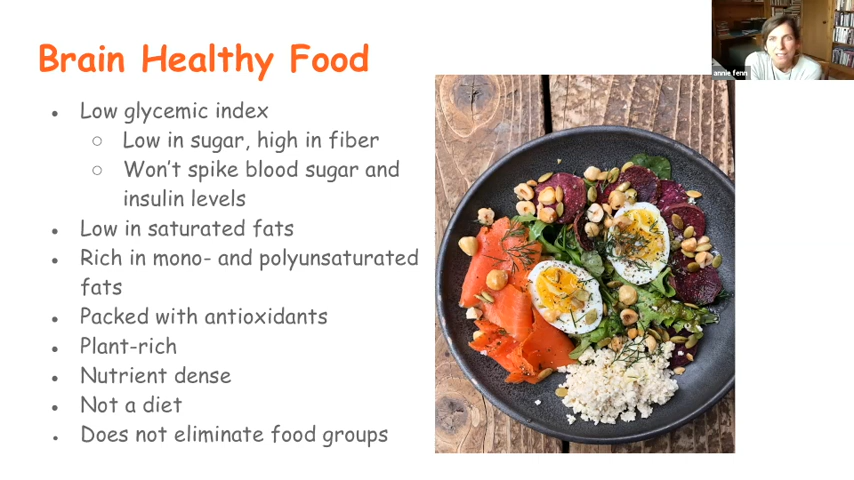 Brain Healthy Food
annie fenn
● Low glycemic index
○ Low in sugar, high in fiber
○ Won't spike blood sugar and
insulin levels
● Low in saturated fats
● Rich in mono- and polyunsaturated
fats
● Packed with antioxidants
● Plant-rich
● Nutrient dense
● Not a diet
● Does not eliminate food groups